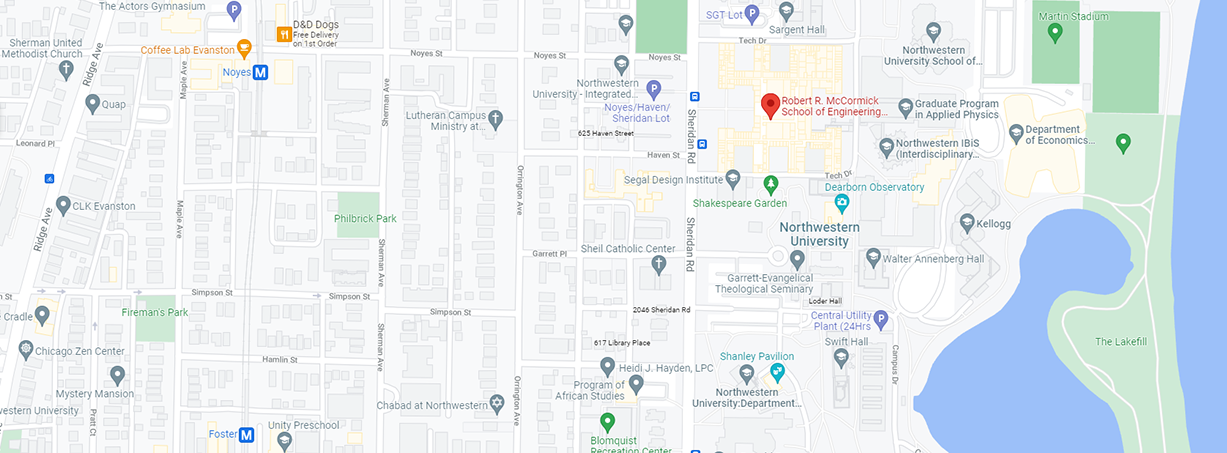 The Actors Gymnasium
D&D Dogs
Free Delivery
on 1st Order
Sherman United
Methodist Church
Coffee Lab Evanston
Noyes
Ridge Ave
Maple Ave
Quap
Leonard Pl
CLK Evanston
Ridge Ave
Maple Ave
Noyes St
Noyes St
Noyes St
Sherman Ave
Lutheran Campus
Ministry at...
Northwestern
University - Integrated...
Noyes/Haven/
Sheridan Lot
625 Haven Street
Haven St
Sheridan Rd
Segal Design Institute
Orrington Ave
Philbrick Park
Sherman Ave
Garrett Pl
Sheil Catholic Center
Sheridan Rd
SGT Lot
Sargent Hall
Tech Dr
Northwestern
University School of...
Martin Stadium
Robert R. McCormick
School of Engineering...
Graduate Program
in Applied Physics
Department
of Economics...
Northwestern IBiS
(Interdisciplinary...
Tech Dr
Dearborn Observatory
Shakespeare Garden
Northwestern
University
Kellogg
Walter Annenberg Hall
Garrett-Evangelical
Theological Seminary
Loder Hall
Central Utility
Plant (24Hrs
Swift Hall
The Lakefill
Campus Dr
Shanley Pavilion
Northwestern
University:Department...
n St
Simpson St
Simpson St
Simpson St
Fireman's Park
Cradle
Chicago Zen Center
Mystery Mansion
western University
Pratt Ct
Hamlin St
Sherman Ave
Foster
Unity Preschool
Chabad at Northwestern
Orrington Ave
2046 Sheridan Rd
617 Library Place
Heidi J. Hayden, LPC
Program of
African Studies
Blomquist
Recreation Center